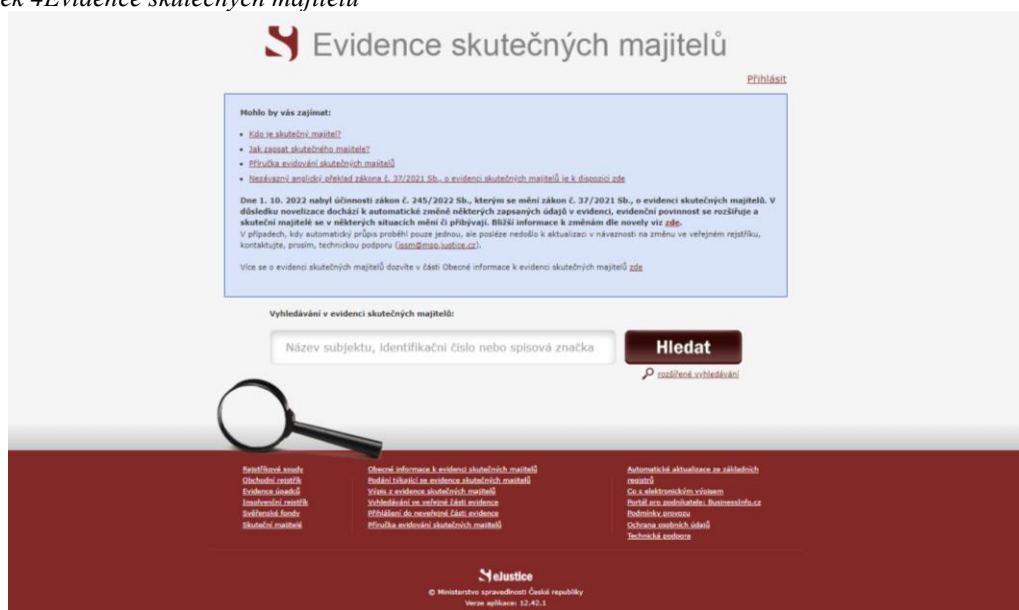 ek 4Evidence skutečných majitelů
Evidence skutečných majitelů
Přihlásit
Mohlo by vás zajímat:
• Kdo je skutečný majitel?
• Jak zapsat skutečného majitele?
• Příručka evidování skutečných majitelů
• Nezávazný anglický překlad zákona č. 37/2021 Sb., o evidenci skutečných majitelů je k dispozici zde
Dne 1. 10. 2022 nabyl účinnosti zákon č. 245/2022 Sb., kterým se mění zákon č. 37/2021 Sb., o evidenci skutečných majitelů. V
důsledku novelizace dochází k automatické změně některých zapsaných údajů v evidenci, evidenční povinnost se rozšiřuje a
skuteční majitelé se v některých situacích mění či přibývají. Bližší informace k změnám dle novely viz zde.
V případech, kdy automatický průpis proběhl pouze jednou, ale posléze nedošlo k aktualizaci v návaznosti na změnu ve veřejném rejstříku,
kontaktujte, prosím, technickou podporu (issm@msp.justice.cz).
Více se o evidenci skutečných majitelů dozvíte v části Obecné informace k evidenci skutečných majitelů zde
Vyhledávání v evidenci skutečných majitelů:
Název subjektu, identifikační číslo nebo spisová značka
Hledat
rozšířené vyhledávání
Rejstříkové soudy
Obchodní rejstřík
Evidence úpadců
Insolvenční rejstřík
Svěřenské fondy
Skuteční majitelé
Obecné informace k evidenci skutečných majitelů
Podání týkající se evidence skutečných majitelů
Výpis z evidence skutečných majitelů
Vyhledávání ve veřejné části evidence
Přihlášení do neveřejné části evidence
Příručka evidování skutečných majitelů
Automatické aktualizace ze základních
registrů
Co s elektronickým výpisem
Portál pro podnikatele: BusinessInfo.cz
Podmínky provozu
Ochrana osobních údajů
Technická podpora
eJustice
© Ministerstvo spravedlnosti České republiky
Verze aplikace: 12.42.1